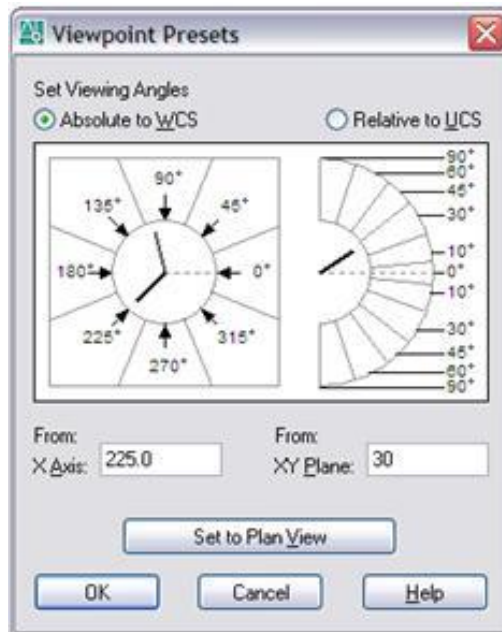 Viewpoint Presets
Set Viewing Angles
Absolute to WCS
Relative to UCS
90°
135°
45°
180°
0°
225°
315°
270°
90°
60°
45°
30°
10°
0°
10°
30°
45°
60°
90°
From:
X Axis: 225.0
From:
XY Plane: 30
Set to Plan View
OK
Cancel
Help